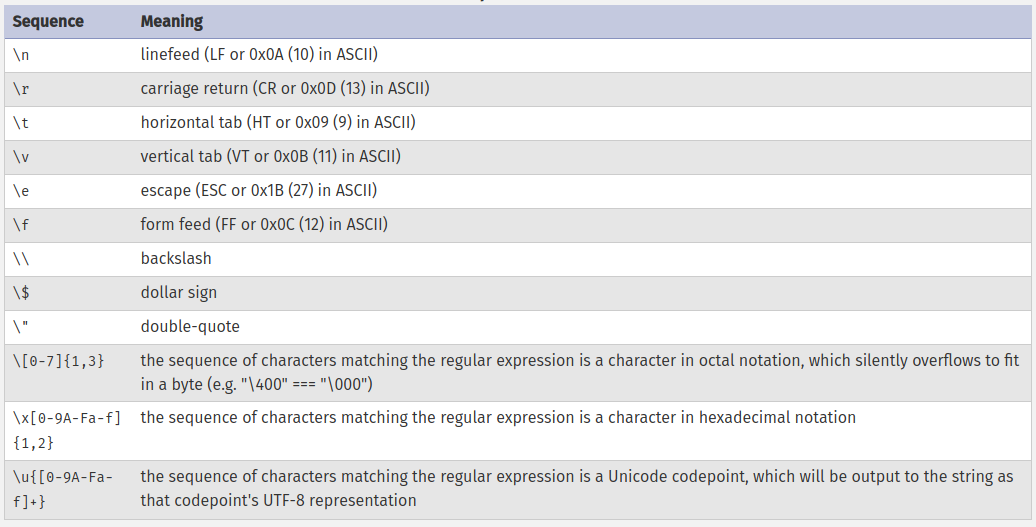 Sequence Meaning
\n linefeed (LF or 0x0A (10) in ASCII)
\r carriage return (CR or 0x0D (13) in ASCII)
\t horizontal tab (HT or 0x09 (9) in ASCII)
\v vertical tab (VT or 0x0B (11) in ASCII)
\e escape (ESC or 0x1B (27) in ASCII)
\f form feed (FF or 0x0C (12) in ASCII)
\\ backslash
\$ dollar sign
\" double-quote
\[0-7]{1,3} the sequence of characters matching the regular expression is a character in octal notation, which silently overflows to fit
in a byte (e.g. "\400" === "\000")
\x[0-9A-Fa-f] the sequence of characters matching the regular expression is a character in hexadecimal notation
{1,2}
\u{[0-9A-Fa- the sequence of characters matching the regular expression is a Unicode codepoint, which will be output to the string as
f]+} that codepoint's UTF-8 representation